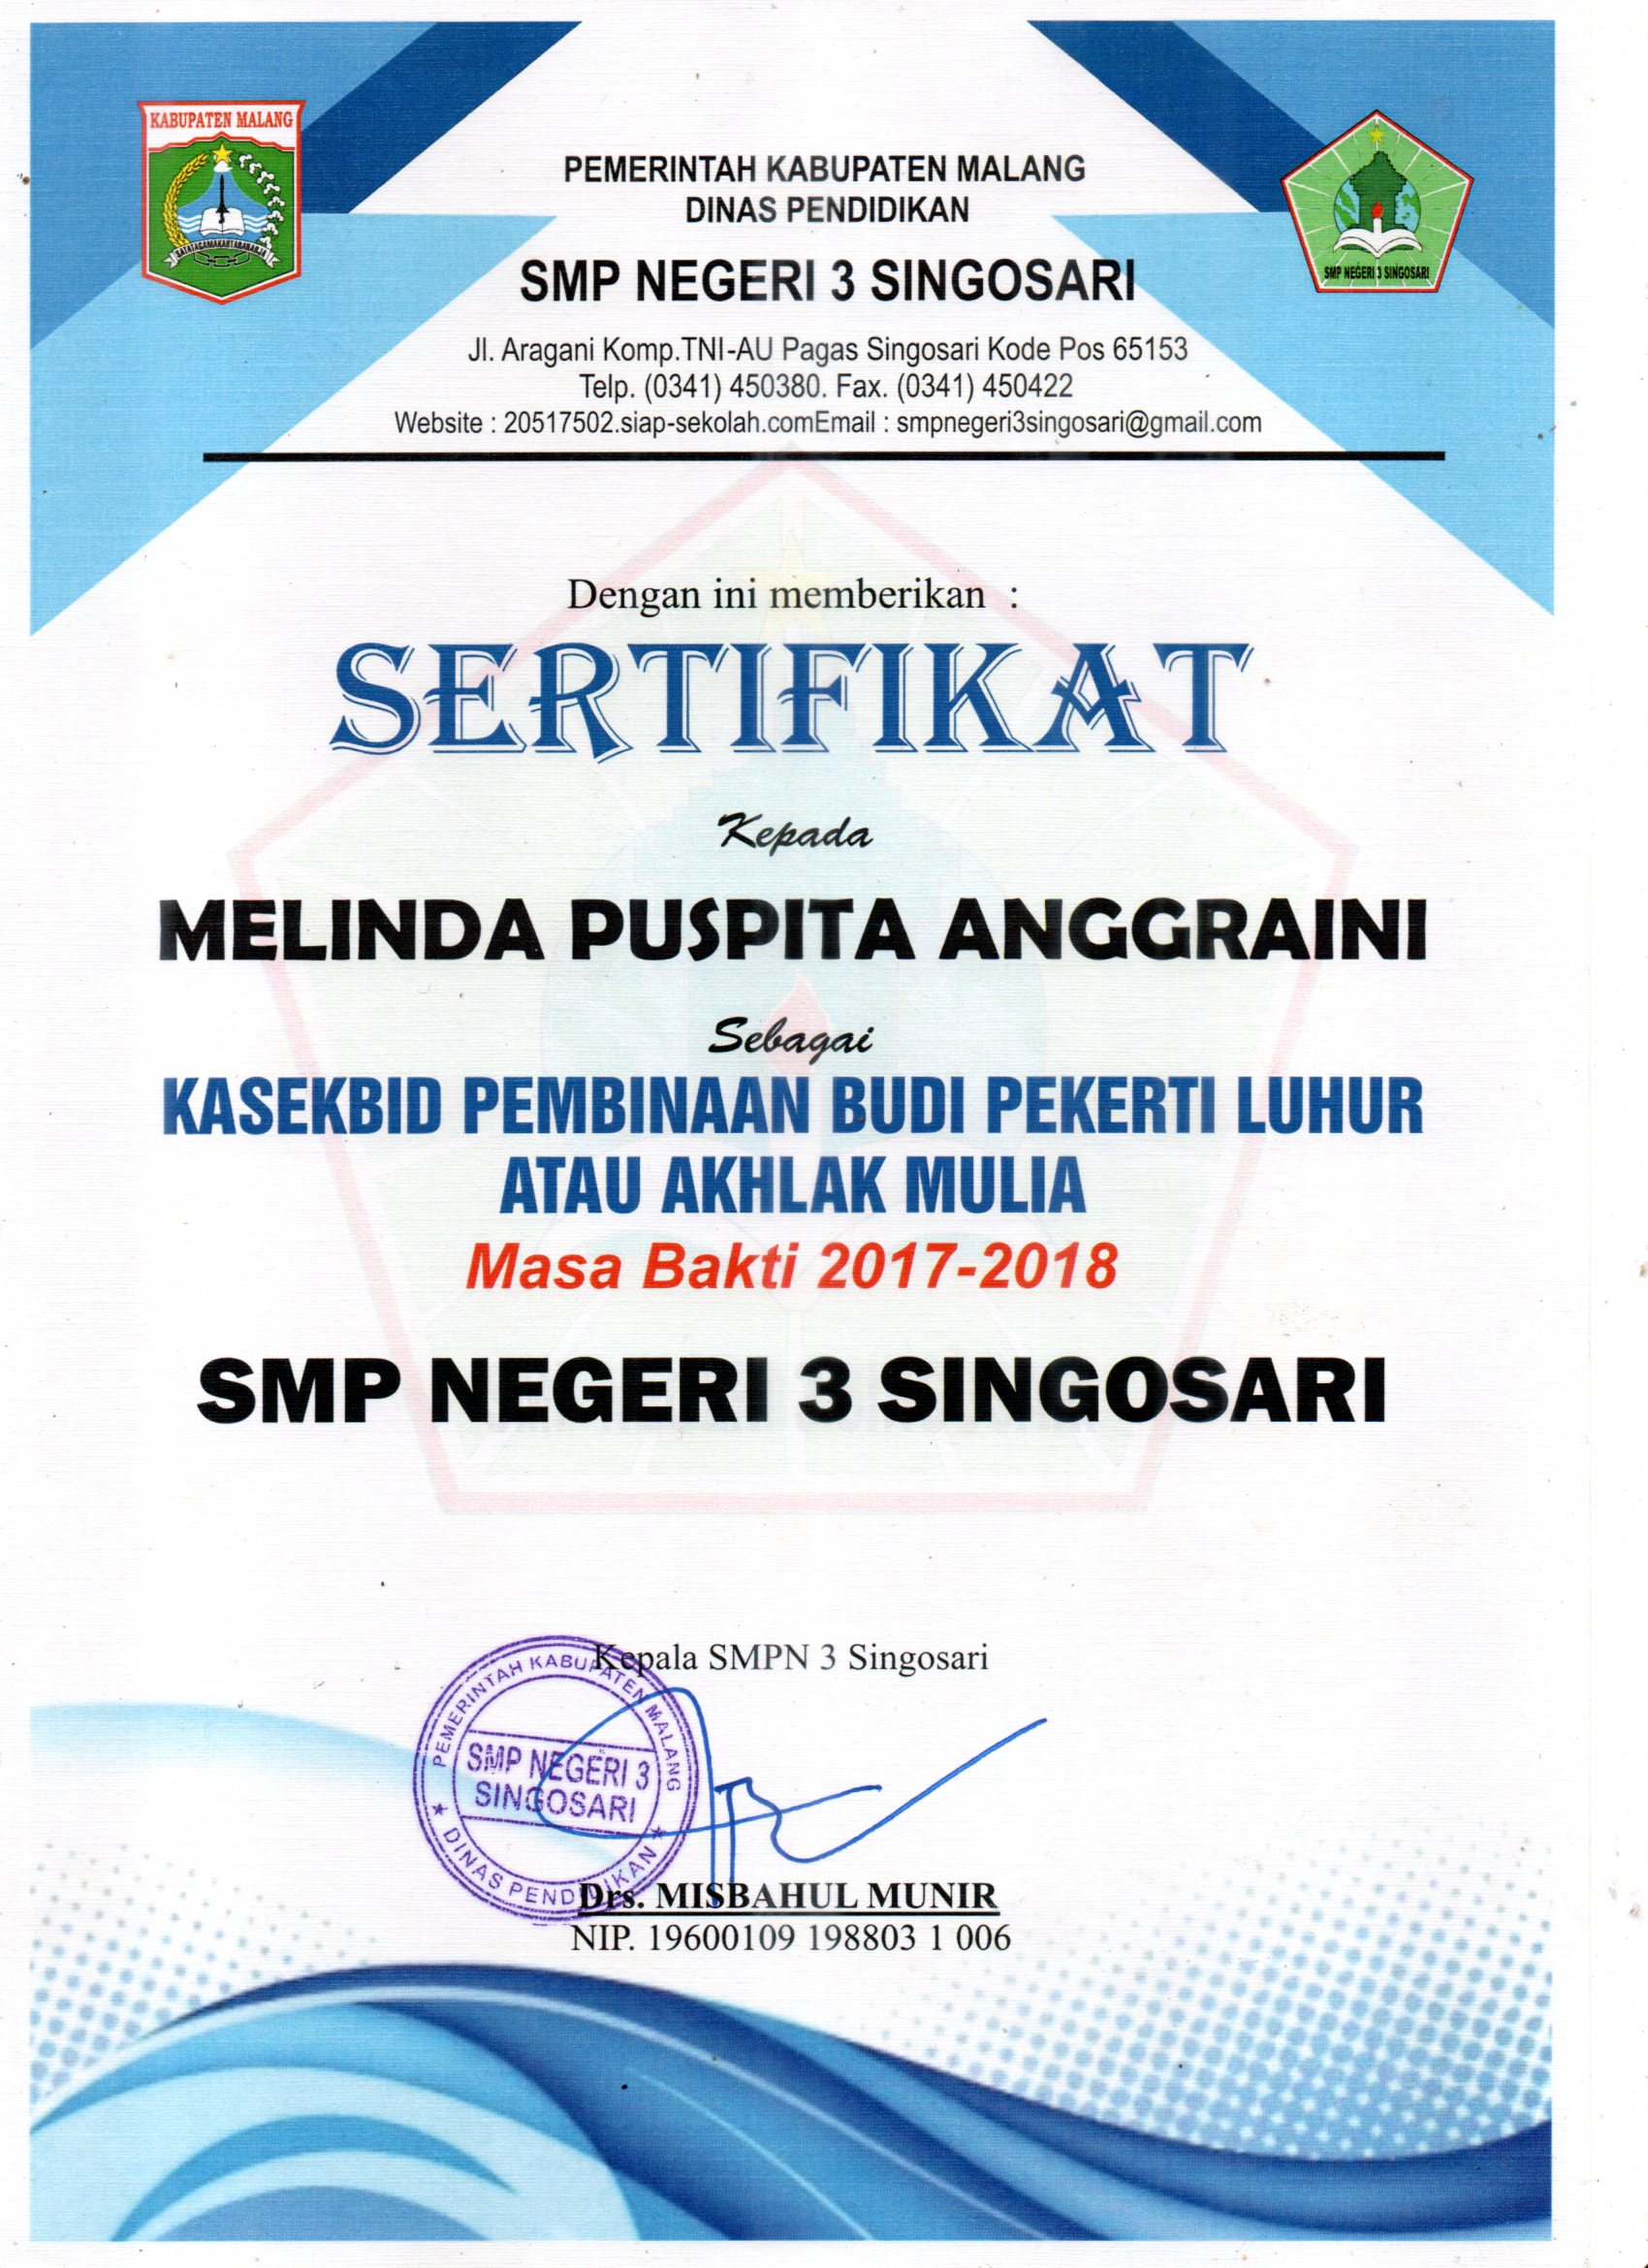 KABUPATEN MALANG
SATATAGAMAKARTARAHARJA
PEMERINTAH KABUPATEN MALANG
DINAS PENDIDIKAN
SMP NEGERI 3 SINGOSARI
Jl. Aragani Komp.TNI-AU Pagas Singosari Kode Pos 65153
Telp. (0341) 450380. Fax. (0341) 450422
Website : 20517502.siap-sekolah.comEmail : smpnegeri3singosari@gmail.com
SMP NEGERI 3 SINGOSARI
Dengan ini memberikan :
SERTIFIKAT
Kepada
MELINDA PUSPITA ANGGRAINI
Sebagai
KASEKBID PEMBINAAN BUDI PEKERTI LUHUR
ATAU AKHLAK MULIA
Masa Bakti 2017-2018
SMP NEGERI 3 SINGOSARI
Kepala SMPN 3 Singosari
PEMERINTAH KABUPATEN MALANG
SMP NEGERI 3
SINGOSARI
★ DINAS PENDIDIKAN ★
Drs. MISBAHUL MUNIR
NIP. 19600109 198803 1 006